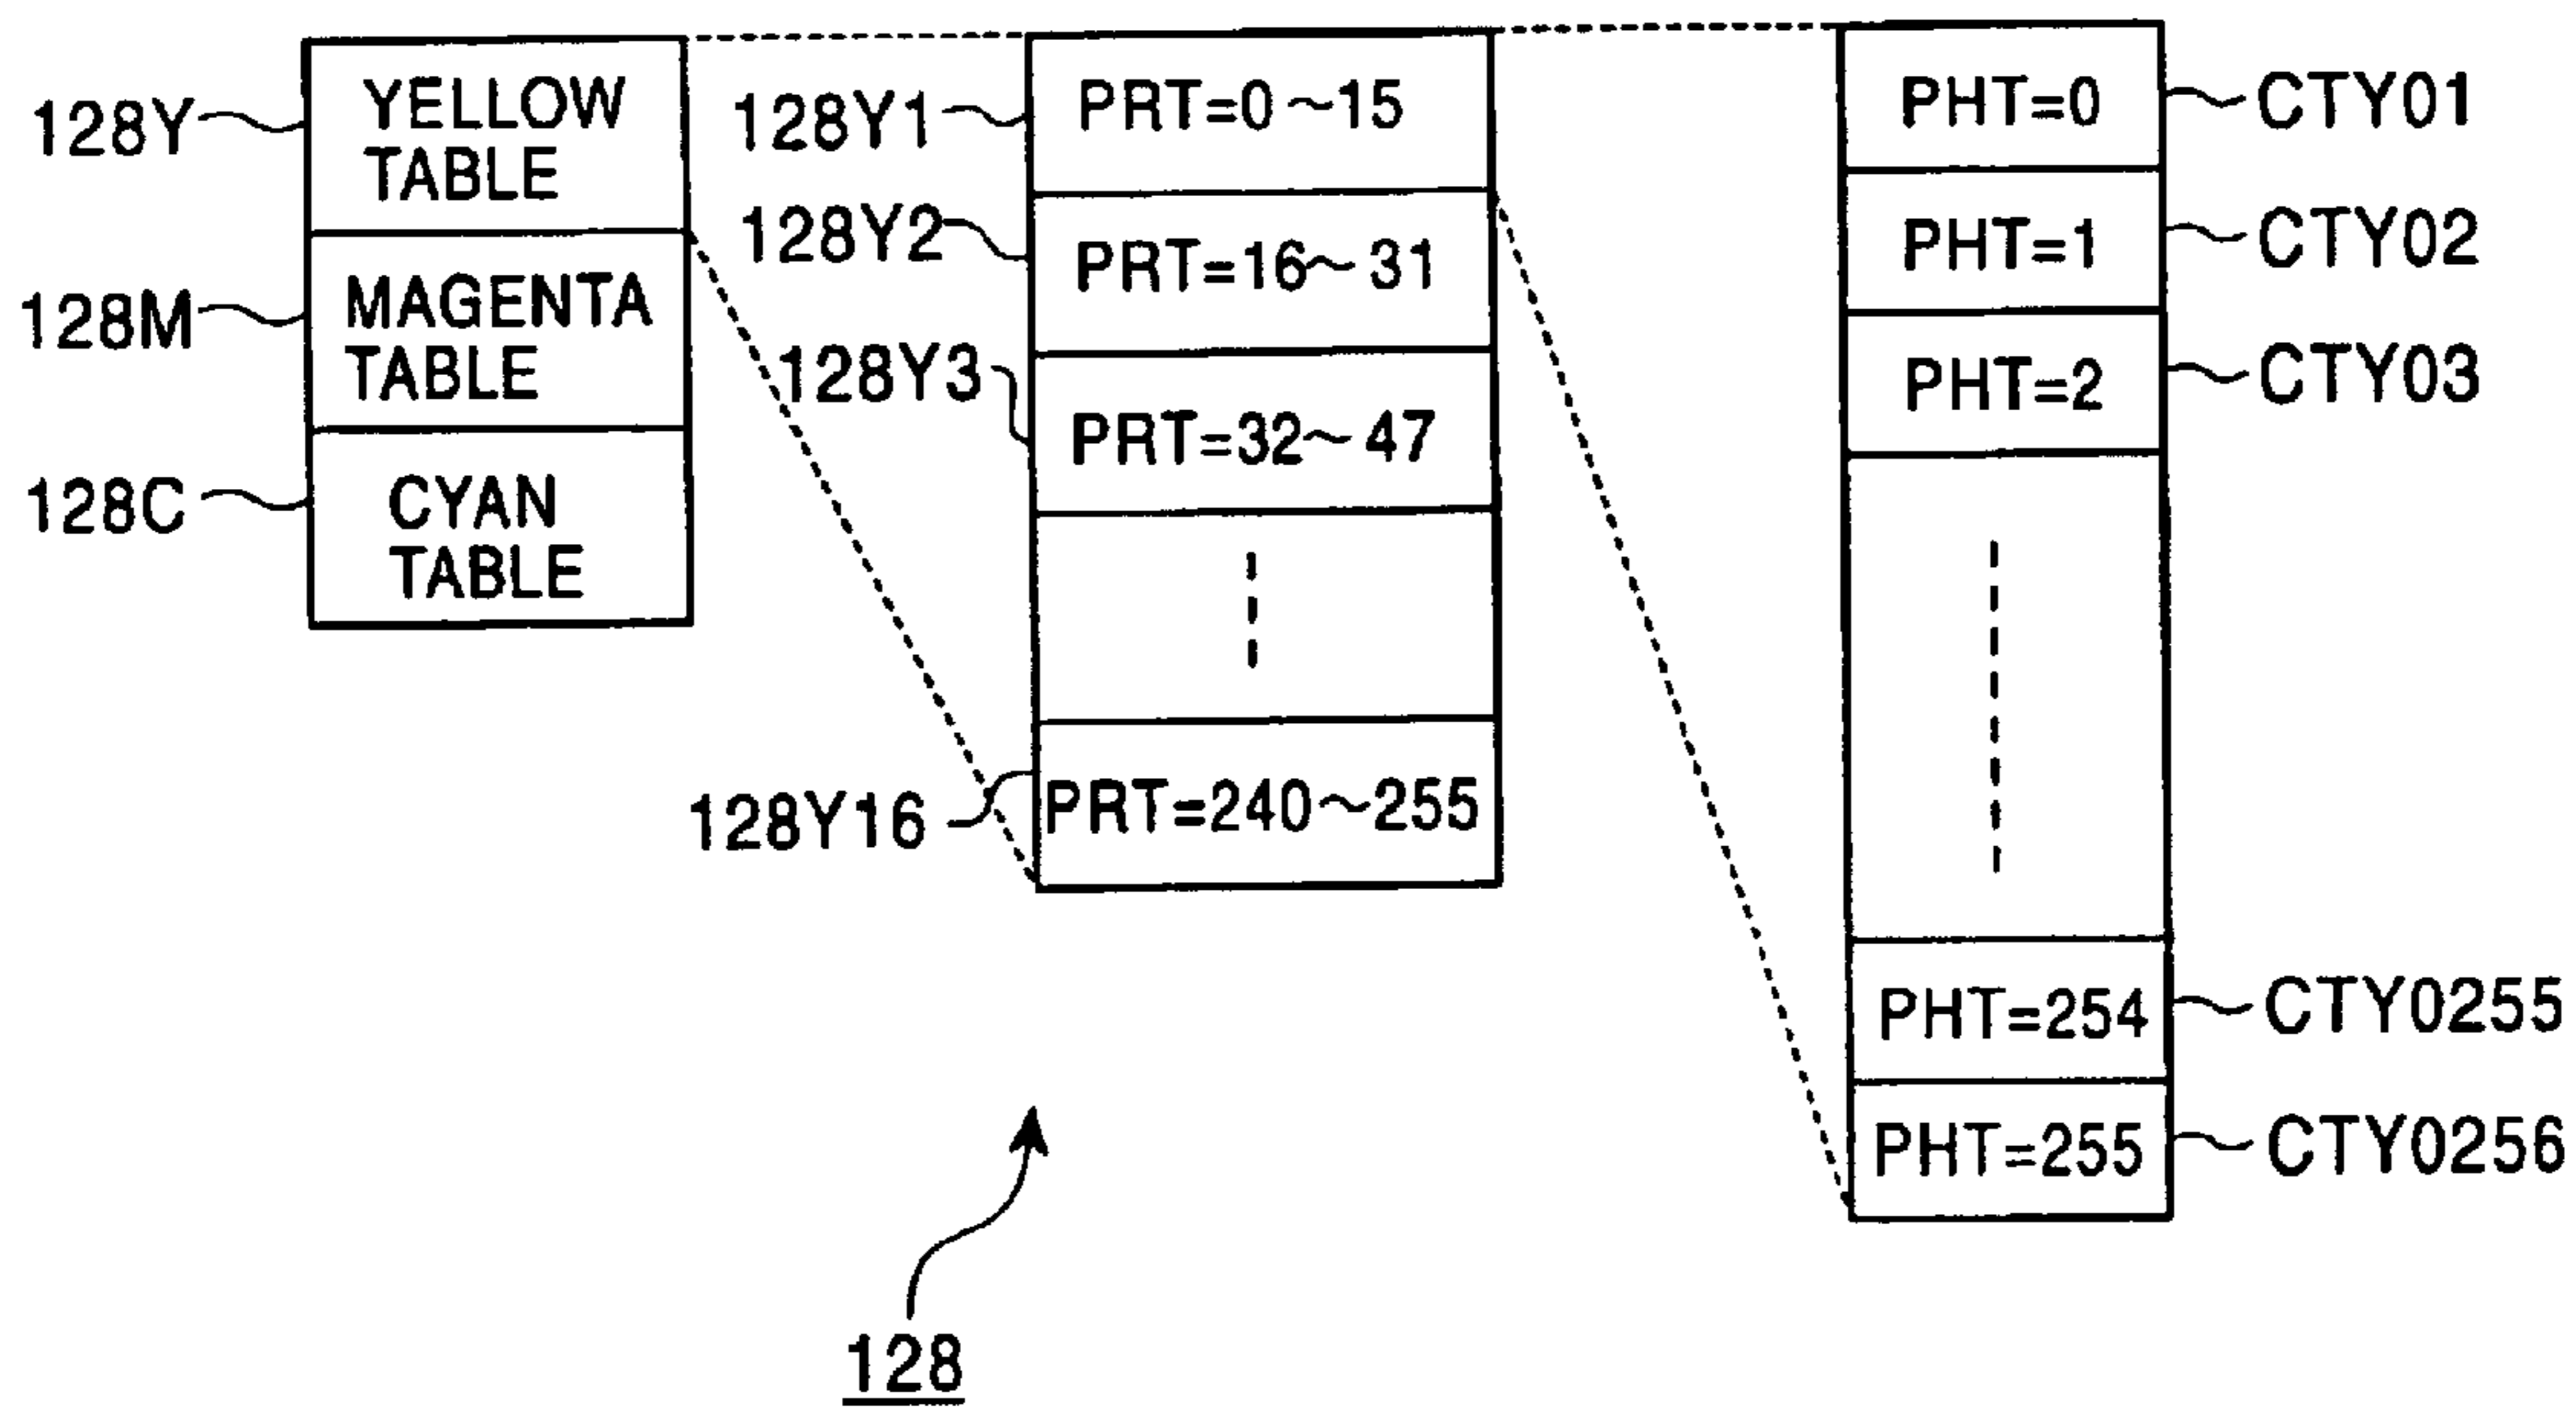 128Y
YELLOW
TABLE
128M
MAGENTA
TABLE
128C
CYAN
TABLE
128Y1
PRT=0~15
128Y2
PRT=16~31
128Y3
PRT=32~47
128Y16
PRT=240~255
PHT=0
CTY01
PHT=1
CTY02
PHT=2
CTY03
PHT=254
CTY0255
PHT=255
CTY0256
128